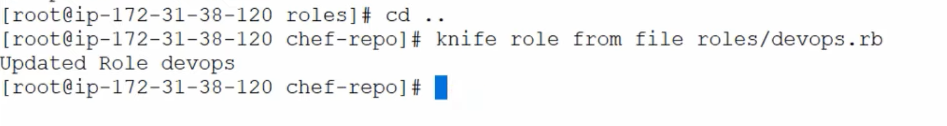 [root@ip-172-31-38-120 roles]# cd ..
[root@ip-172-31-38-120 chef-repo]# knife role from file roles/devops.rb
Updated Role devops
[root@ip-172-31-38-120 chef-repo]#